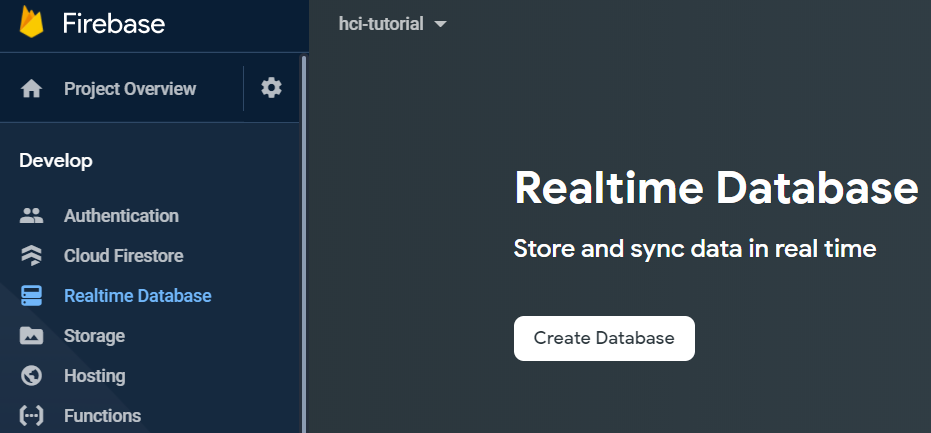 Firebase
hci-tutorial
Project Overview
Develop
Authentication
Cloud Firestore
Realtime Database
Storage
Hosting
Functions
Realtime Database
Store and sync data in real time
Create Database